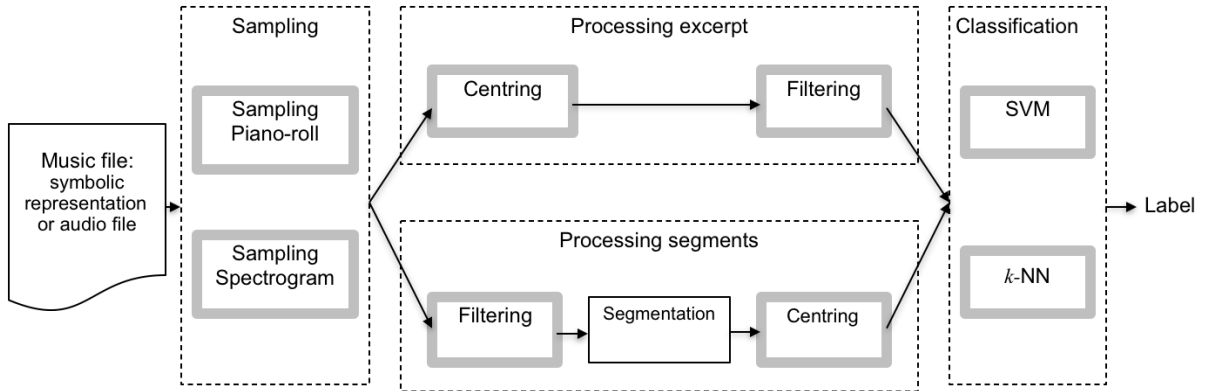 Music file:
symbolic
representation
or audio file
Sampling
Sampling
Piano-roll
Sampling
Spectrogram
Processing excerpt
Centring
Filtering
Processing segments
Filtering
Segmentation
Centring
Classification
SVM
k-NN
Label